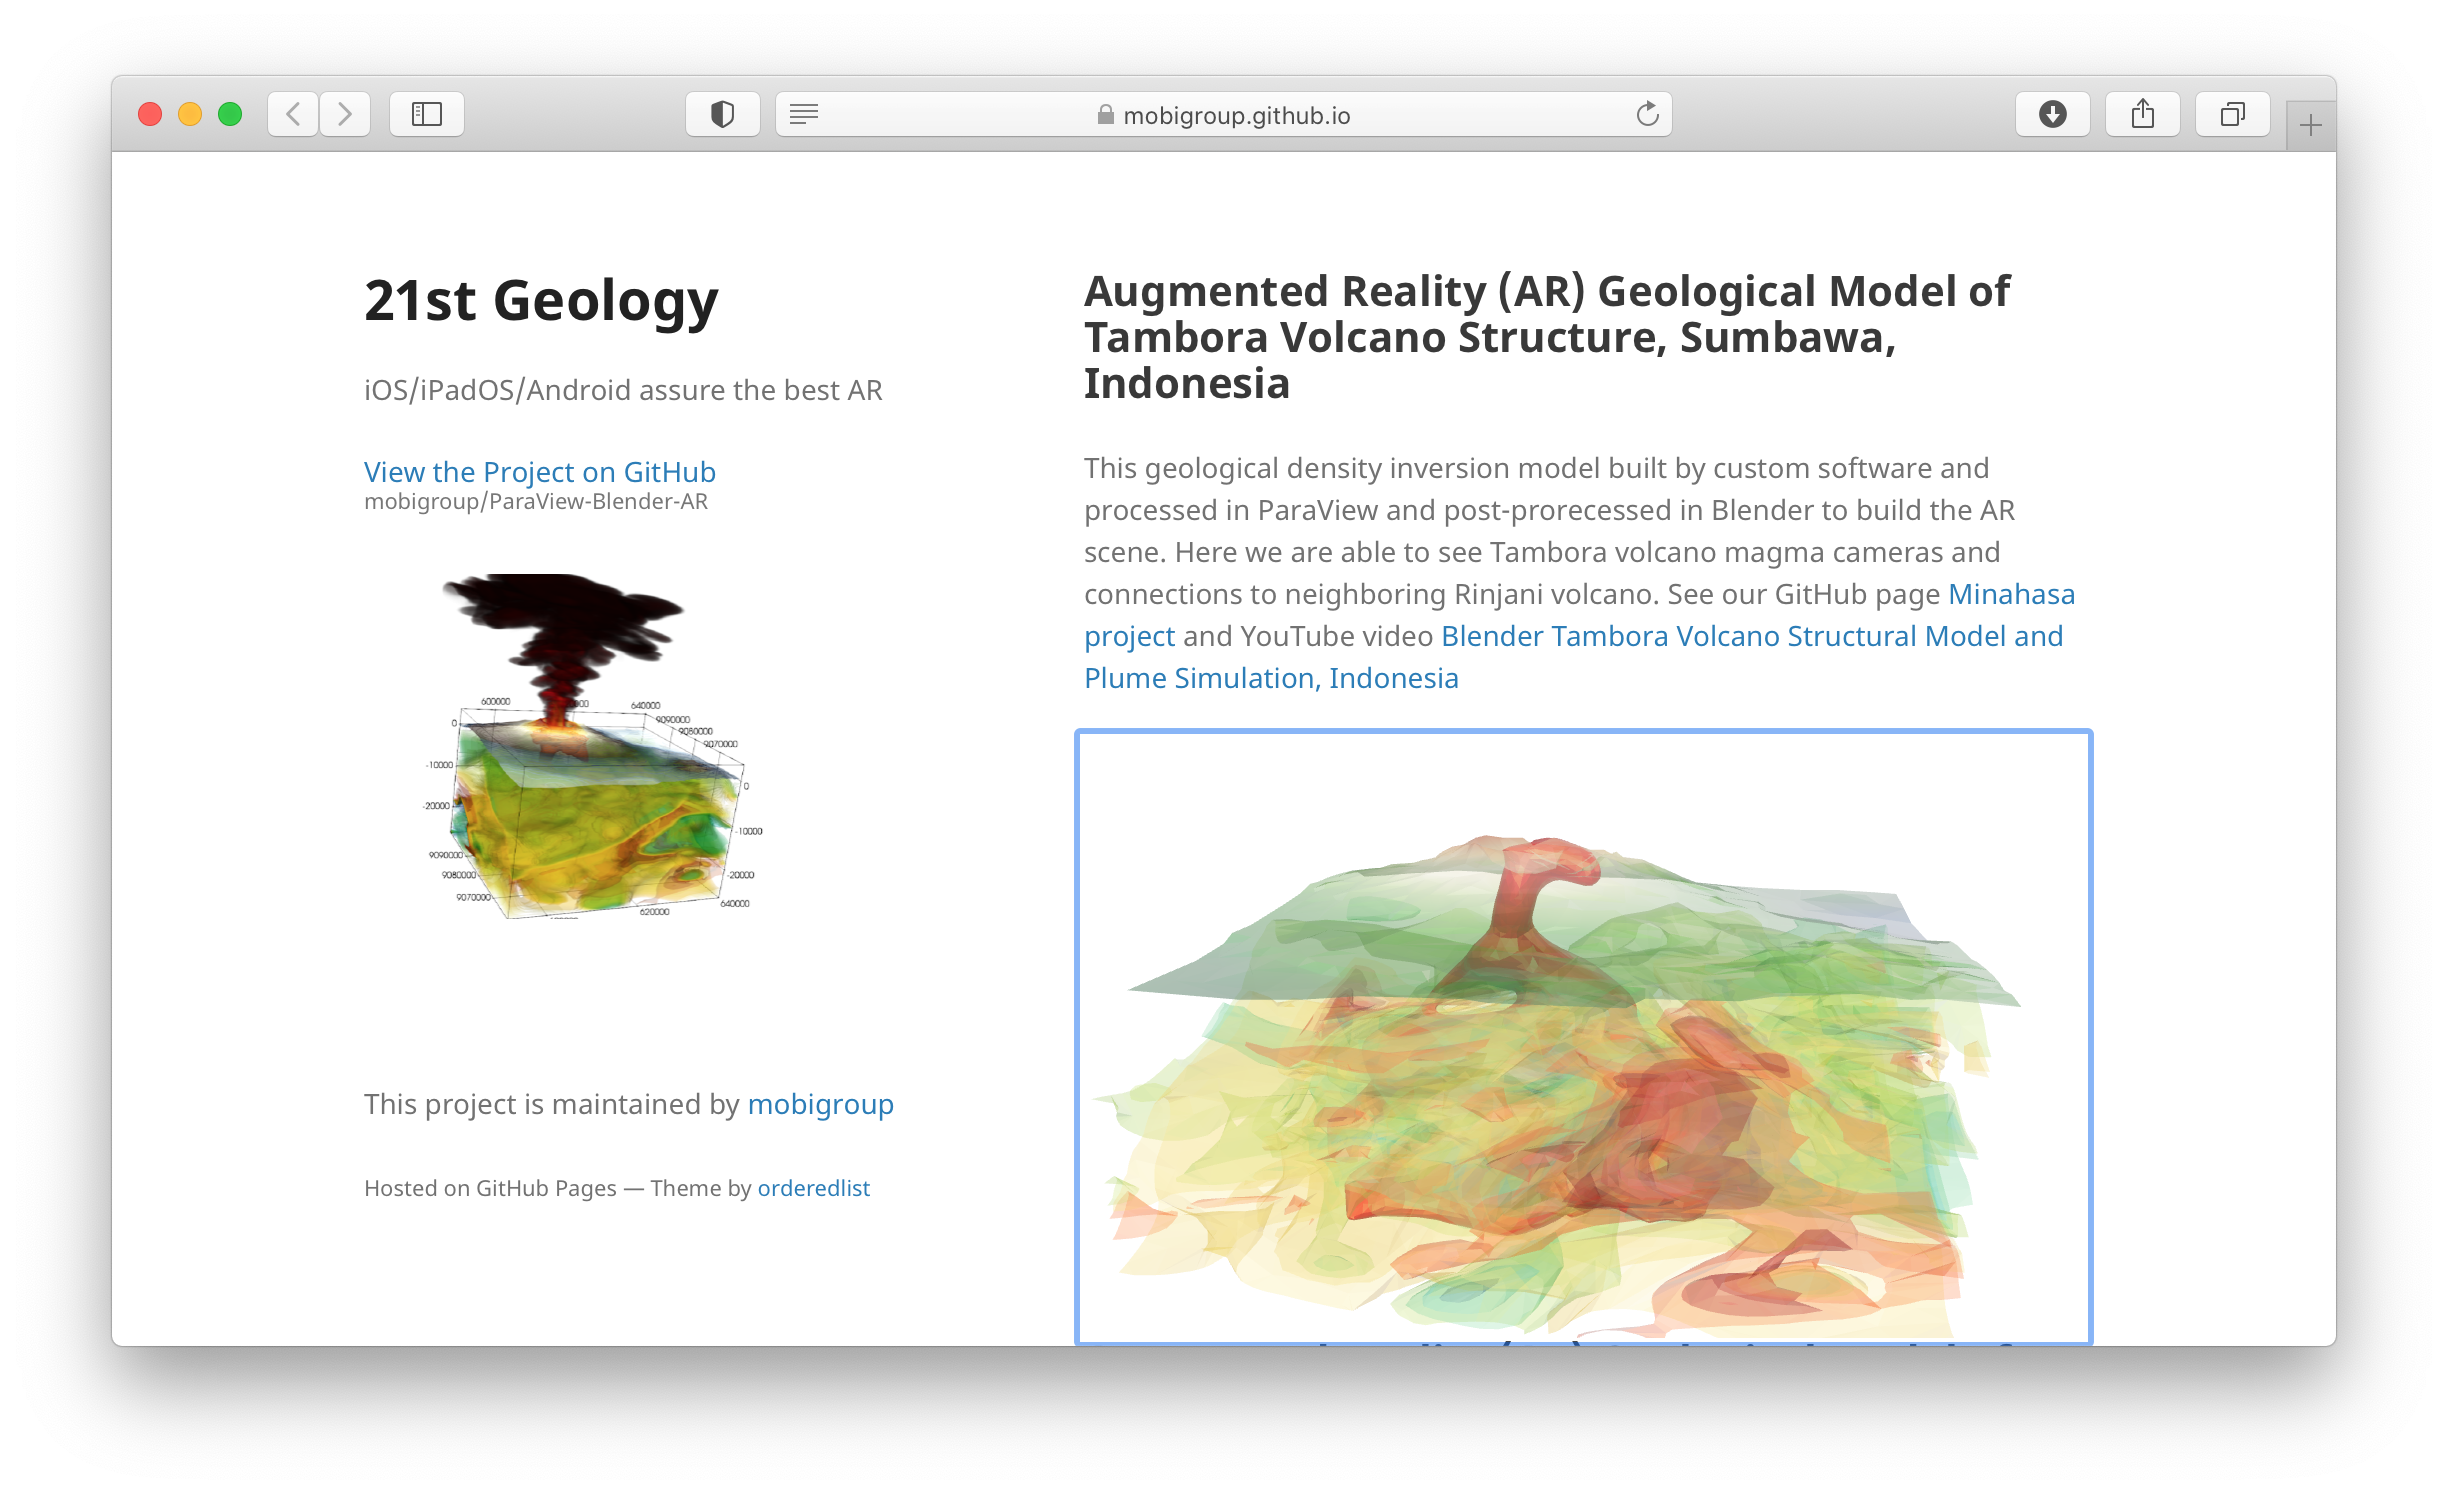 mobigroup.github.io
21st Geology
iOS/iPadOS/Android assure the best AR
View the Project on GitHub
mobigroup/ParaView-Blender-AR
600000
640000
0
9090000
9080000
9070000
-10000
0
-20000
-10000
9090000
9080000
-20000
9070000
640000
620000
This project is maintained by mobigroup
Hosted on GitHub Pages — Theme by orderedlist
Augmented Reality (AR) Geological Model of
Tambora Volcano Structure, Sumbawa,
Indonesia
This geological density inversion model built by custom software and
processed in ParaView and post-prorecessed in Blender to build the AR
scene. Here we are able to see Tambora volcano magma cameras and
connections to neighboring Rinjani volcano. See our GitHub page Minahasa
project and YouTube video Blender Tambora Volcano Structural Model and
Plume Simulation, Indonesia